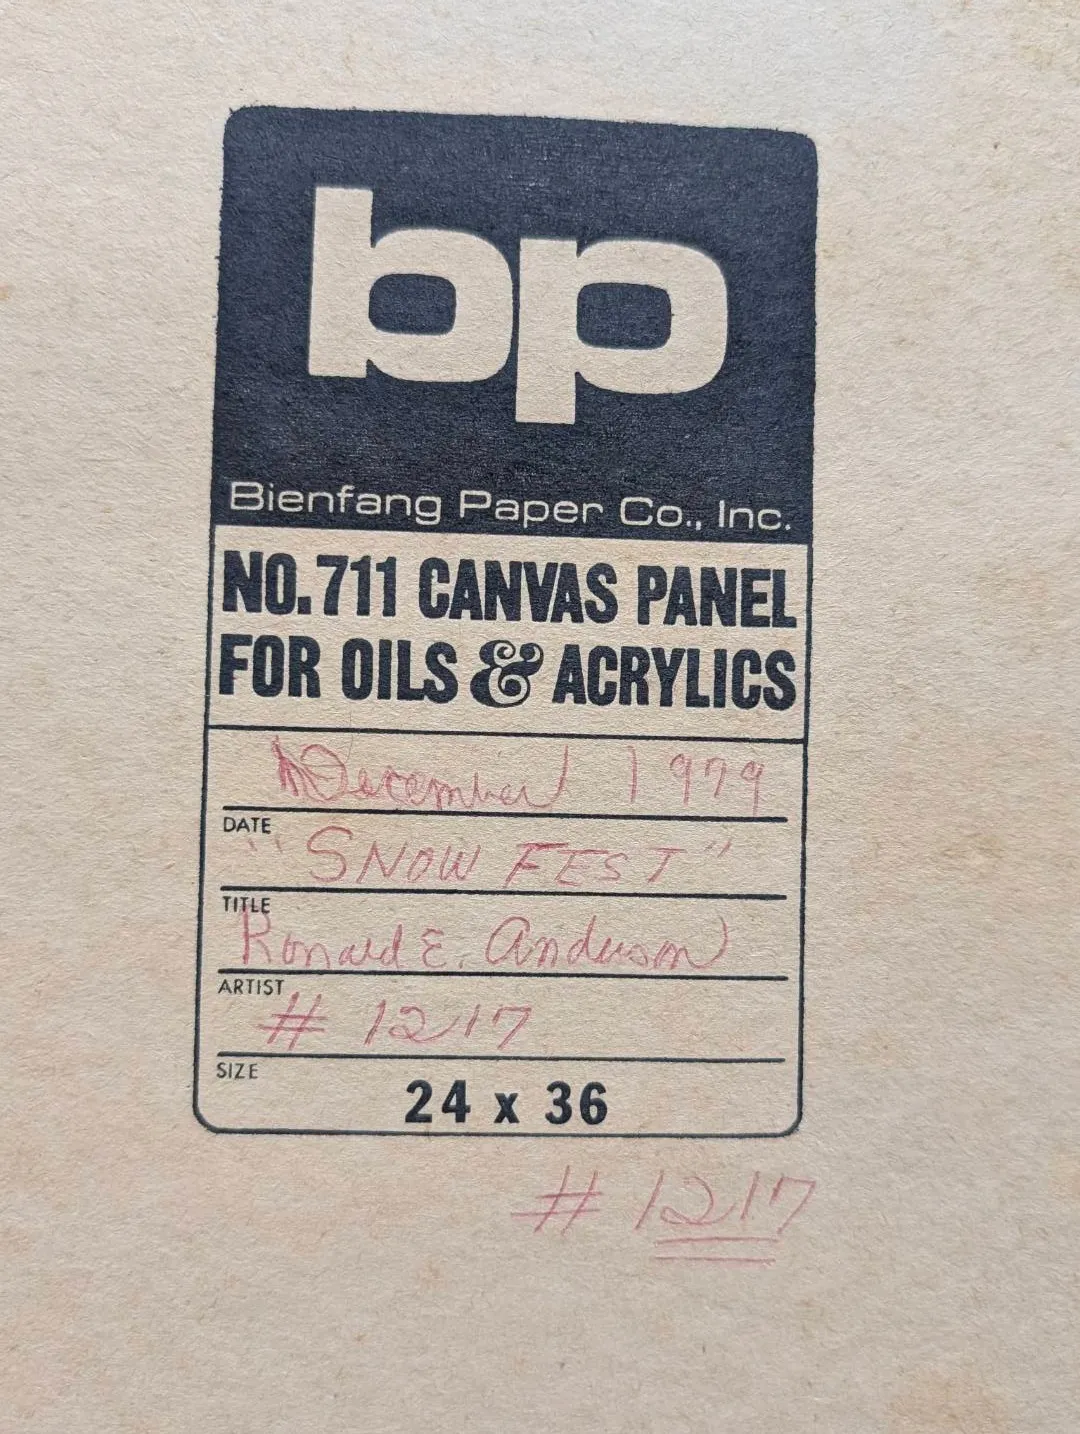 bp
Bienfang Paper Co., Inc.
NO. 711 CANVAS PANEL
FOR OILS & ACRYLICS
December 1979
DATE
"SNOW FEST"
TITLE
Ronald E. Anderson
ARTIST
# 1217
SIZE
24 x 36
# 1217